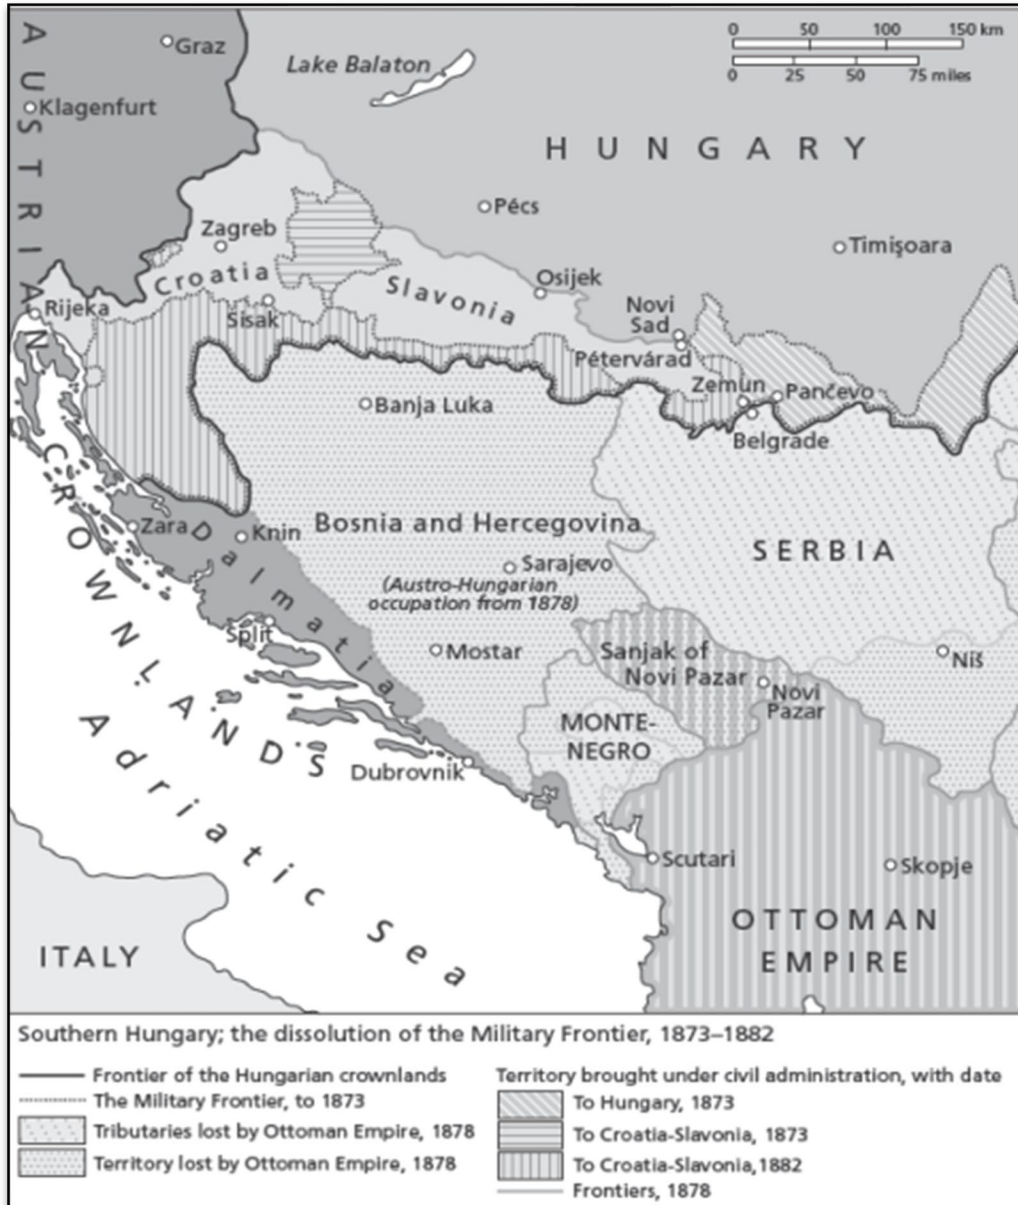 AUSTRIAN CROWNLANDS
Graz
Klagenfurt
Lake Balaton
0 50 100 150 km
0 25 50 75 miles
HUNGARY
Pécs
Timişoara
Zagreb
Croatia
Slavonia
Osijek
Rijeka
Sisak
Novi
Sad
Pétervárad
Zemun
Pančevo
Belgrade
Banja Luka
Zara
Dalmatia
Knin
Bosnia and Hercegovina
SERBIA
Sarajevo
(Austro-Hungarian
occupation from 1878)
Split
Mostar
Sanjak of
Novi Pazar
Niš
Novi
Pazar
MONTE-
NEGRO
Dubrovnik
Adriatic Sea
Scutari
Skopje
OTTOMAN
EMPIRE
ITALY
Southern Hungary; the dissolution of the Military Frontier, 1873–1882
Frontier of the Hungarian crownlands
The Military Frontier, to 1873
Tributaries lost by Ottoman Empire, 1878
Territory lost by Ottoman Empire, 1878
Territory brought under civil administration, with date
To Hungary, 1873
To Croatia-Slavonia, 1873
To Croatia-Slavonia,1882
Frontiers, 1878